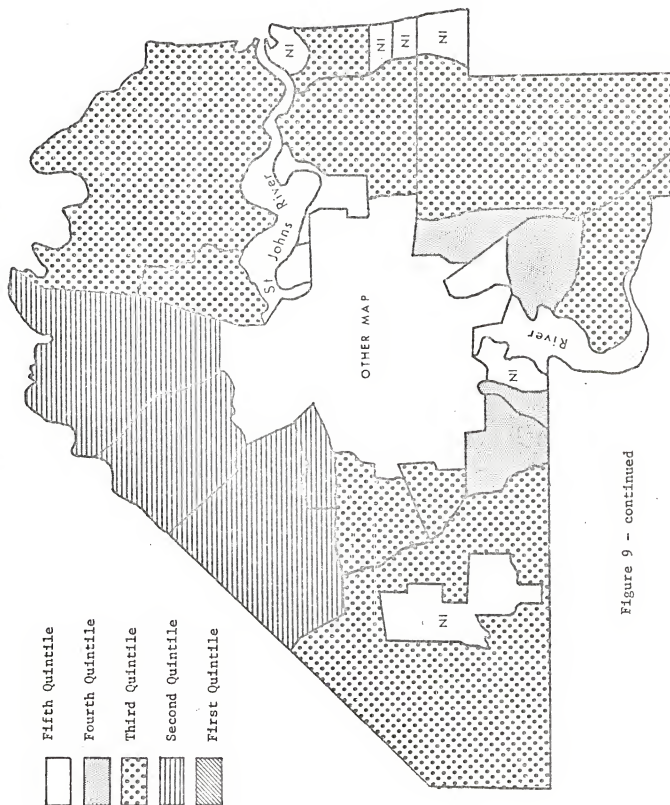 Fifth Quintile
Fourth Quintile
Third Quintile
Second Quintile
First Quintile
St Johns River
NI
NI
NI
NI
OTHER MAP
River
NI
NI
Figure 9 - continued